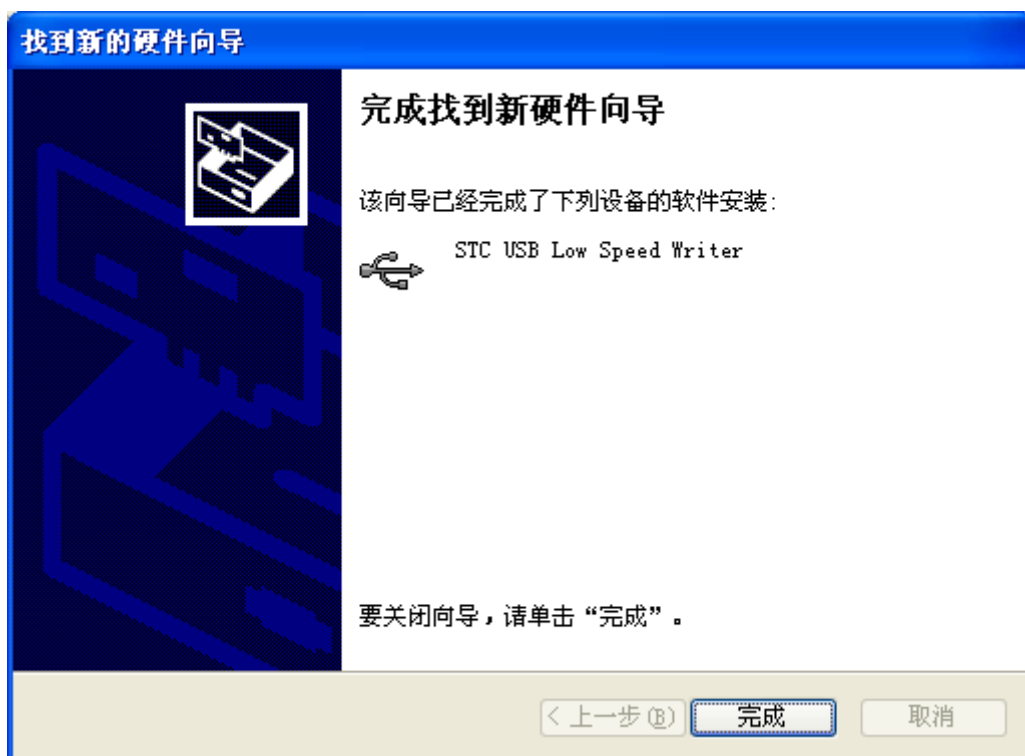 找到新的硬件向导
完成找到新硬件向导
该向导已经完成了下列设备的软件安装:
STC USB Low Speed Writer
要关闭向导，请单击“完成”。
< 上一步(B)
完成
取消